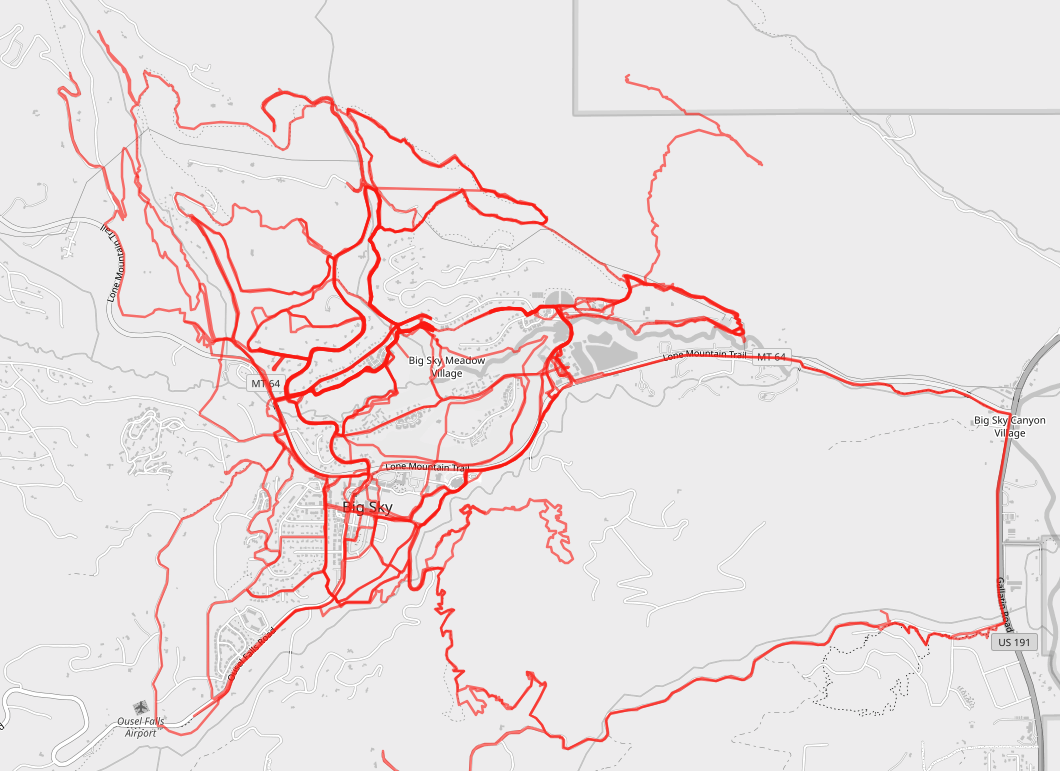 Lone Mountain Trail
Big Sky Meadow
Village
Lone Mountain Trail
MT 64
MT 64
Big Sky Canyon
Village
Lone Mountain Trail
Big Sky
Gallatin Road
US 191
Ousel Falls Road
Ousel Falls
Airport